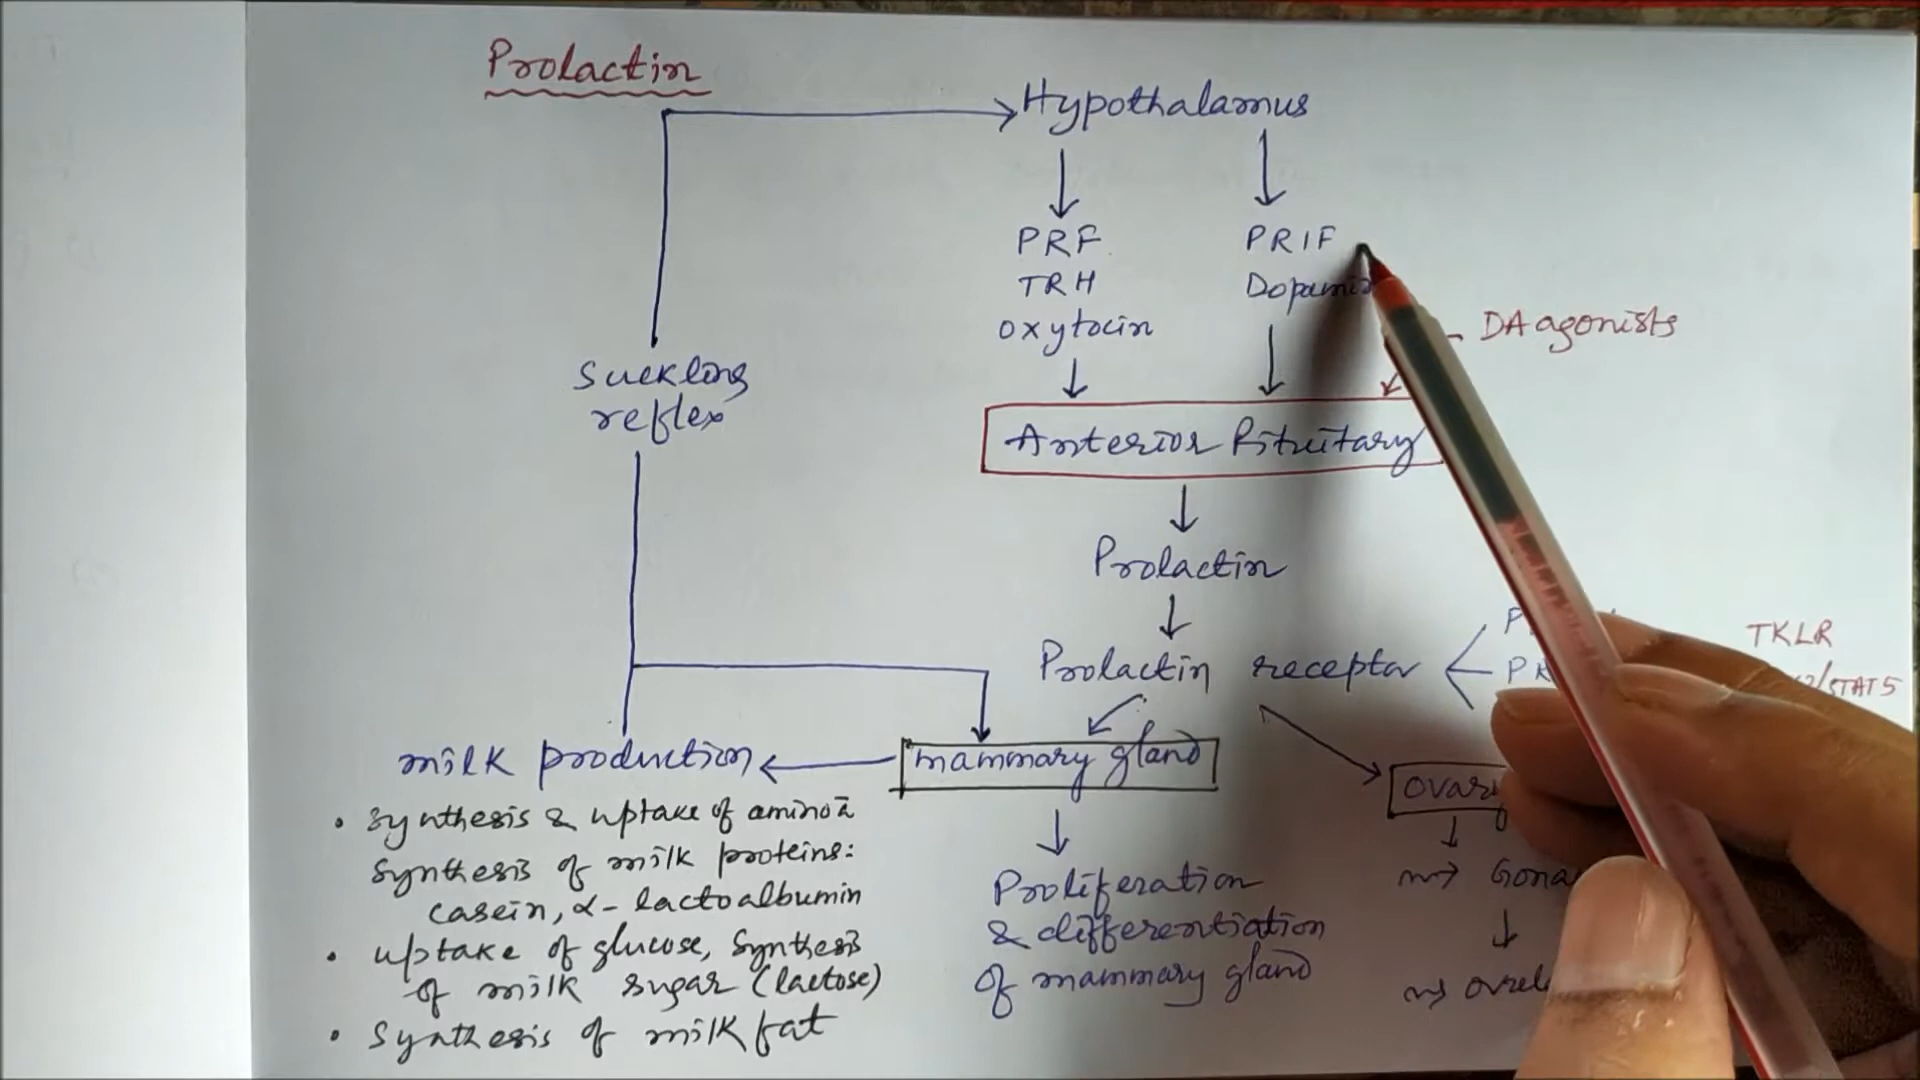 Prolactin
Hypothalamus
PRF
PRIF
TRH
Oxytocin
DA agonists
Suckling
reflex
Anterior Pituitary
Prolactin
Prolactin receptor
TKLR
/STAT5
milk production
mammary gland
• Synthesis & uptake of amino ā
Synthesis of milk proteins:
casein, α-lactoalbumin
• uptake of glucose, synthesis
of milk sugar (lactose)
• Synthesis of milk fat
Proliferation
& differentiation
of mammary gland